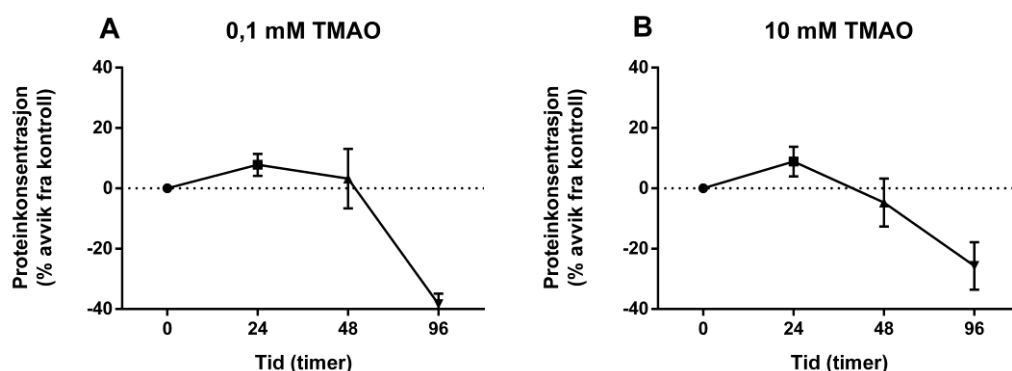 A
0,1 mM TMAO
Proteinkonsentrasjon
(% avvik fra kontroll)
40
20
0
-20
-40
0 24 48 96
Tid (timer)
B
10 mM TMAO
Proteinkonsentrasjon
(% avvik fra kontroll)
40
20
0
-20
-40
0 24 48 96
Tid (timer)